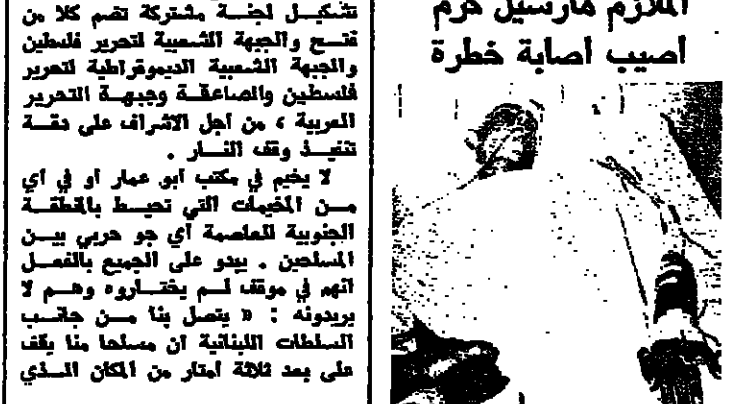 الملازم مارسيل كرم
اصيب اصابة خطرة
تشكيل لجنة مشتركة تضم كلا من
فتح والجبهة الشعبية لتحرير فلسطين
والجبهة الشعبية الديموقراطية لتحرير
فلسطين والصاعقة وجبهة التحرير
العربية ، من اجل الاشراف على دقة
تنفيذ وقف النار .
لا يخيم في مكتب ابو عمار او في اي
من المخيمات التي تحيط بالمنطقة
الجنوبية للعاصمة اي جو حربي بين
المسلحين . يبدو على الجميع بالفعل
انهم في موقف لم يختاروه وهم لا
يريدونه : « يتصل بنا من جانب
السلطات اللبنانية ان مسلحا منا يقف
على بعد ثلاثة امتار من المكان الذي